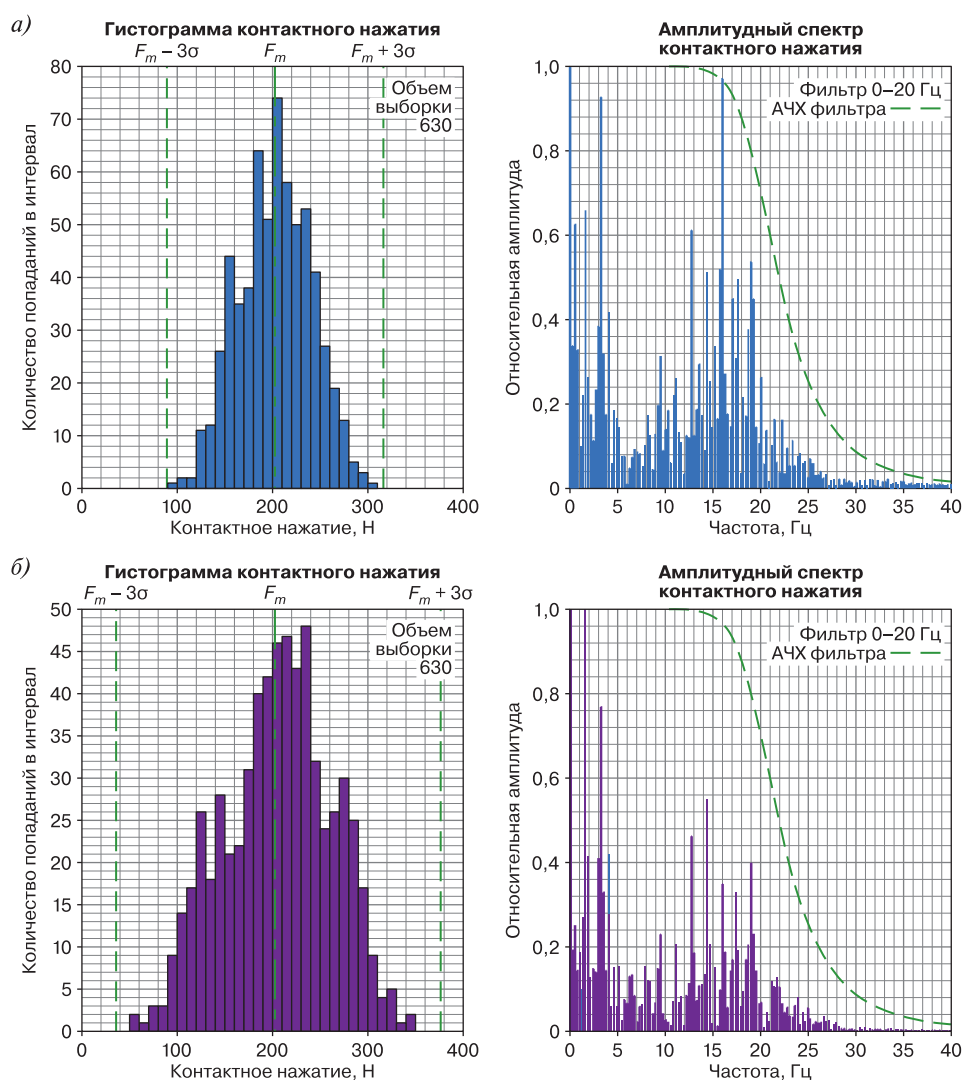 а)
Гистограмма контактного нажатия
F_m – 3σ F_m F_m + 3σ
Количество попаданий в интервал
80
70
60
50
40
30
20
10
0
Объем
выборки
630
0 100 200 300 400
Контактное нажатие, Н
Амплитудный спектр
контактного нажатия
Относительная амплитуда
1,0
0,8
0,6
0,4
0,2
0
Фильтр 0–20 Гц
АЧХ фильтра
0 5 10 15 20 25 30 35 40
Частота, Гц
б)
Гистограмма контактного нажатия
F_m – 3σ F_m F_m + 3σ
Количество попаданий в интервал
50
45
40
35
30
25
20
15
10
5
0
Объем
выборки
630
0 100 200 300 400
Контактное нажатие, Н
Амплитудный спектр
контактного нажатия
Относительная амплитуда
1,0
0,8
0,6
0,4
0,2
0
Фильтр 0–20 Гц
АЧХ фильтра
0 5 10 15 20 25 30 35 40
Частота, Гц